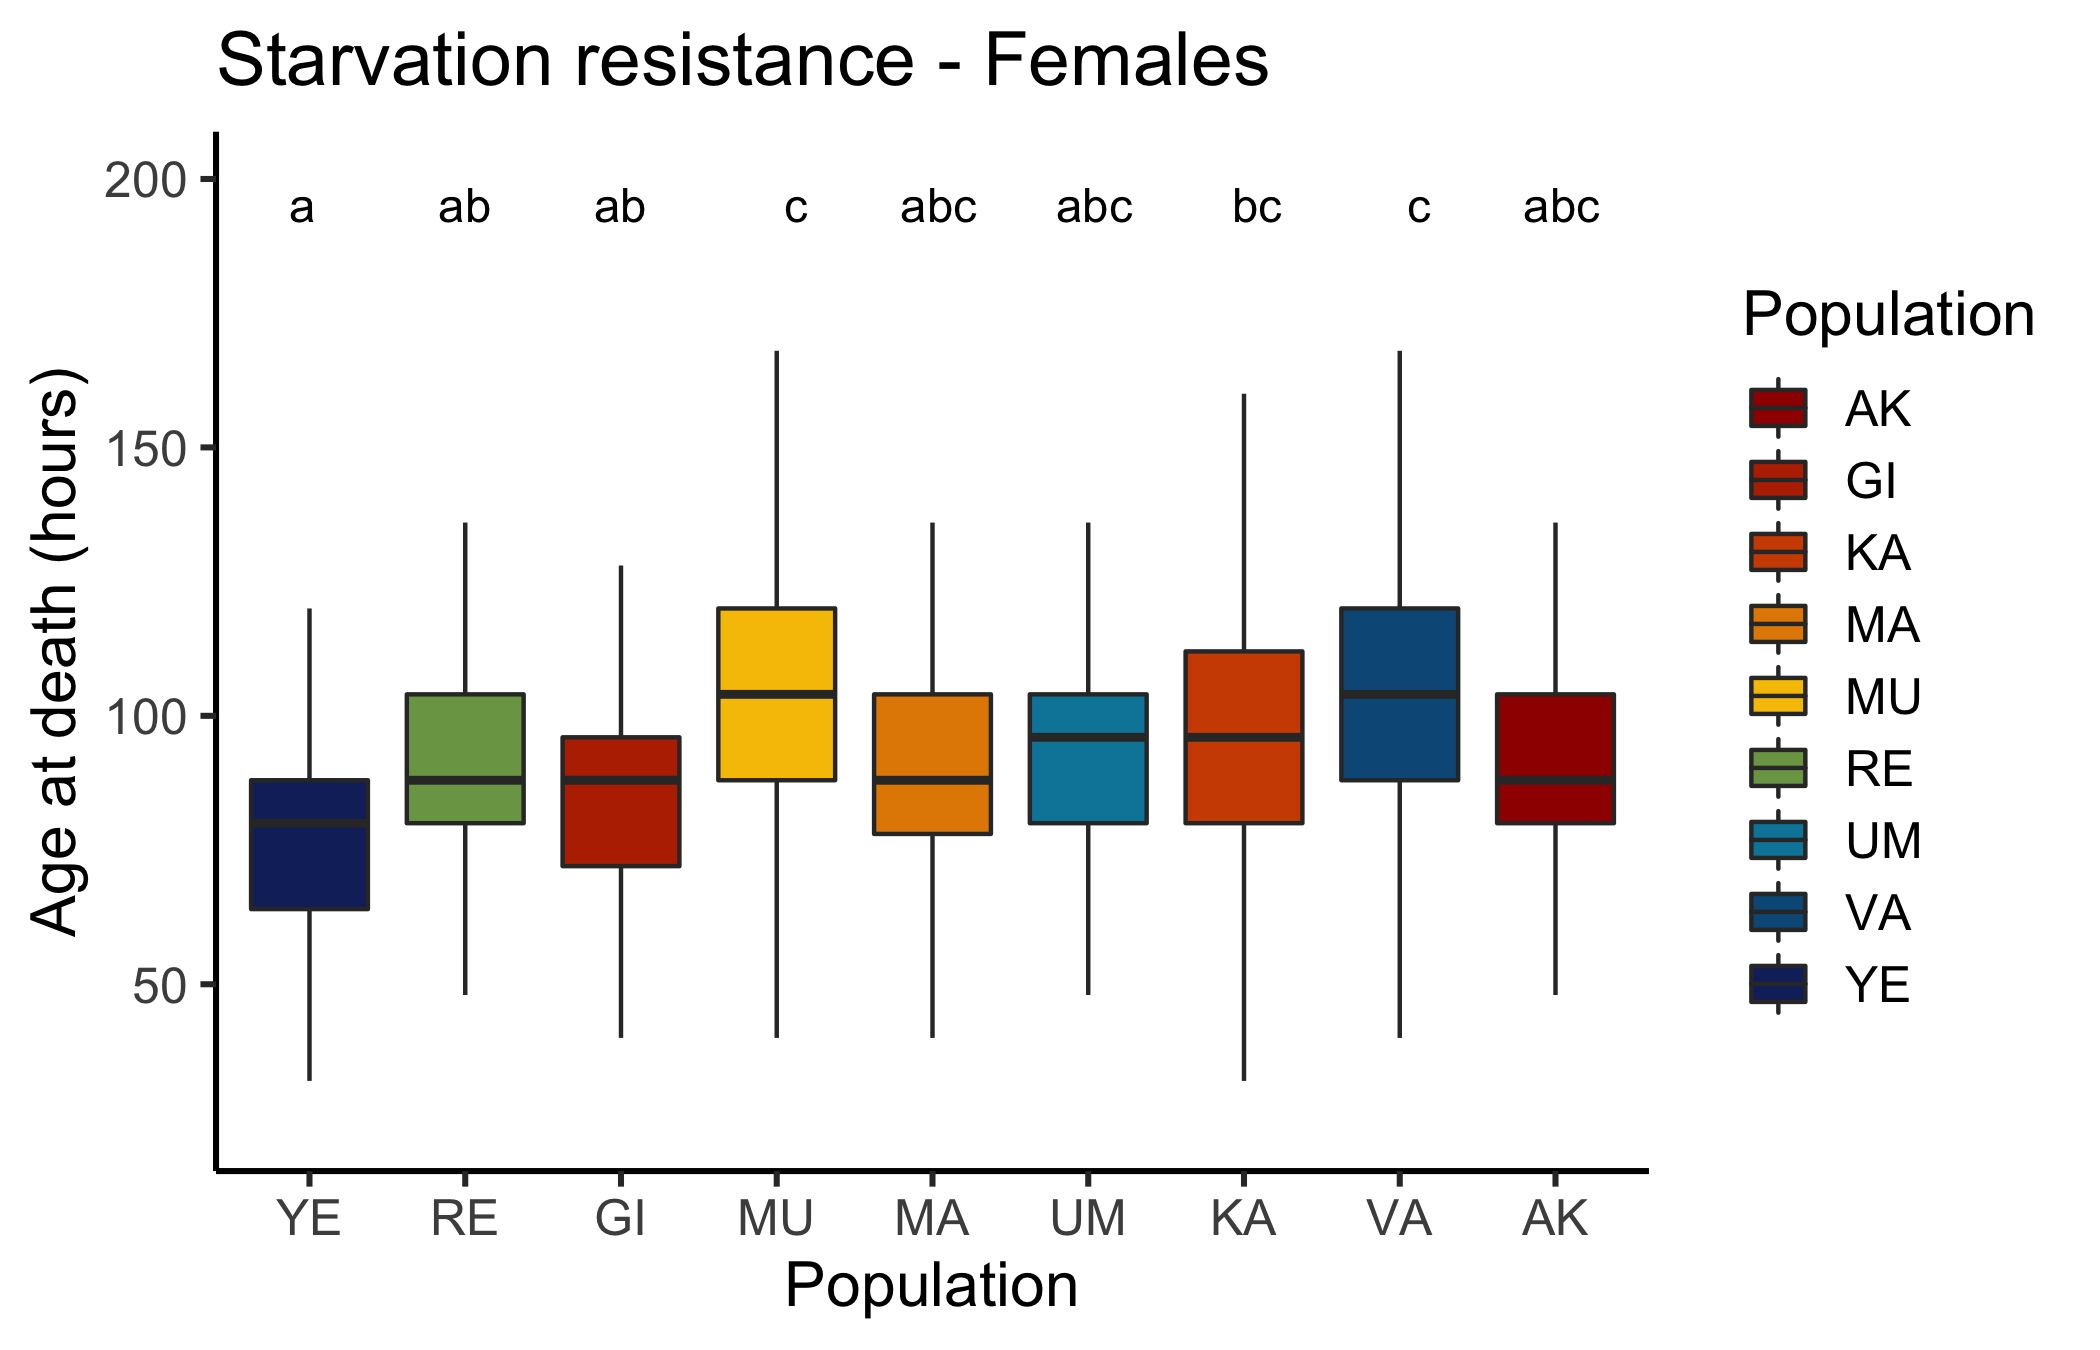 Starvation resistance - Females
200
a ab ab c abc abc bc c abc
150
100
50
Age at death (hours)
YE RE GI MU MA UM KA VA AK
Population
Population
AK
GI
KA
MA
MU
RE
UM
VA
YE